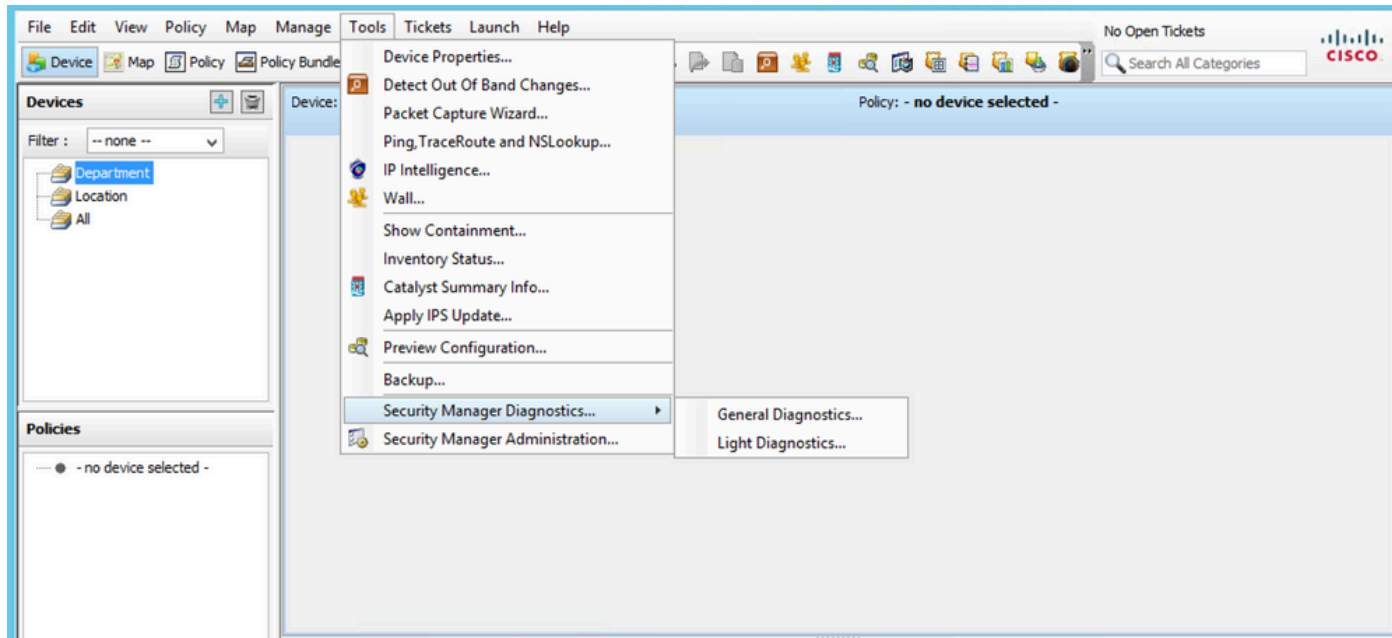 File Edit View Policy Map Manage Tools Tickets Launch Help
No Open Tickets
Device Map Policy Policy Bundle
Search All Categories
CISCO
Devices
Filter : -- none --
Department
Location
All
Policies
- no device selected -
Device:
Policy: - no device selected -
Device Properties...
Detect Out Of Band Changes...
Packet Capture Wizard...
Ping,TraceRoute and NSLookup...
IP Intelligence...
Wall...
Show Containment...
Inventory Status...
Catalyst Summary Info...
Apply IPS Update...
Preview Configuration...
Backup...
Security Manager Diagnostics...
Security Manager Administration...
General Diagnostics...
Light Diagnostics...